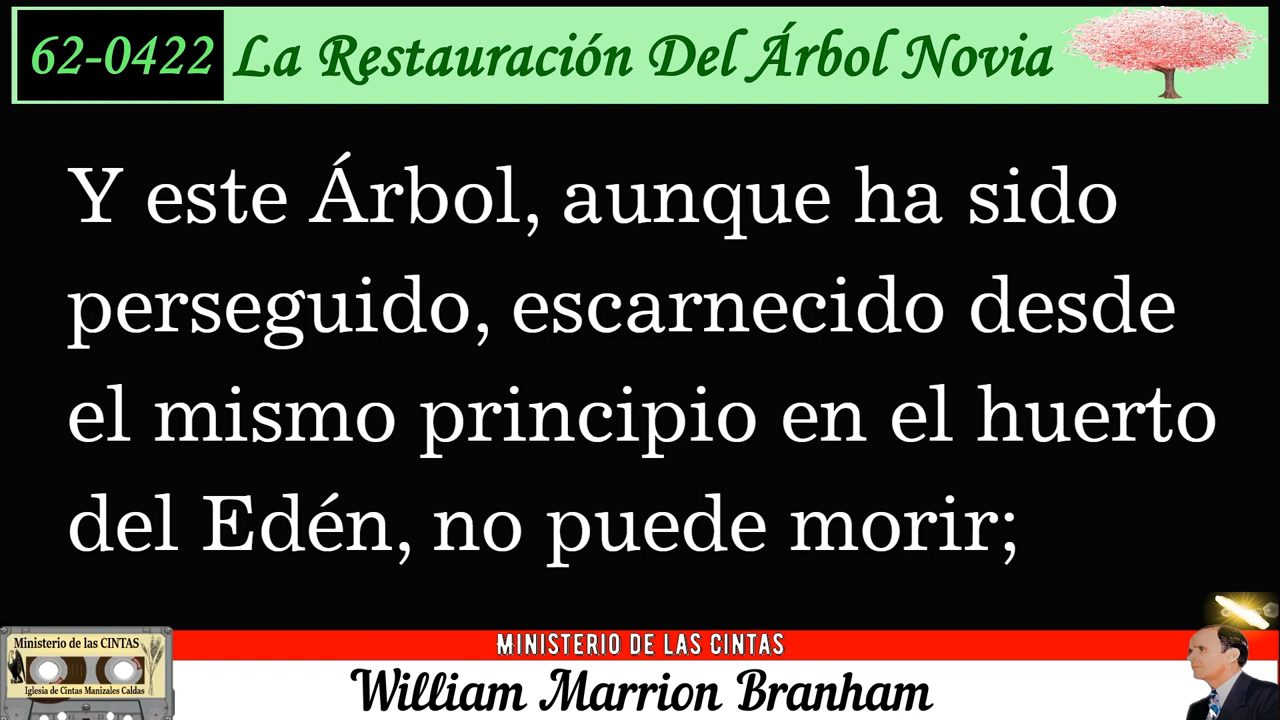 62-0422 La Restauración Del Árbol Novia
Y este Árbol, aunque ha sido
perseguido, escarnecido desde
el mismo principio en el huerto
del Edén, no puede morir;
MINISTERIO DE LAS CINTAS
Ministerio de las CINTAS
Iglesia de Cintas Manizales Caldas
William Marrion Branham